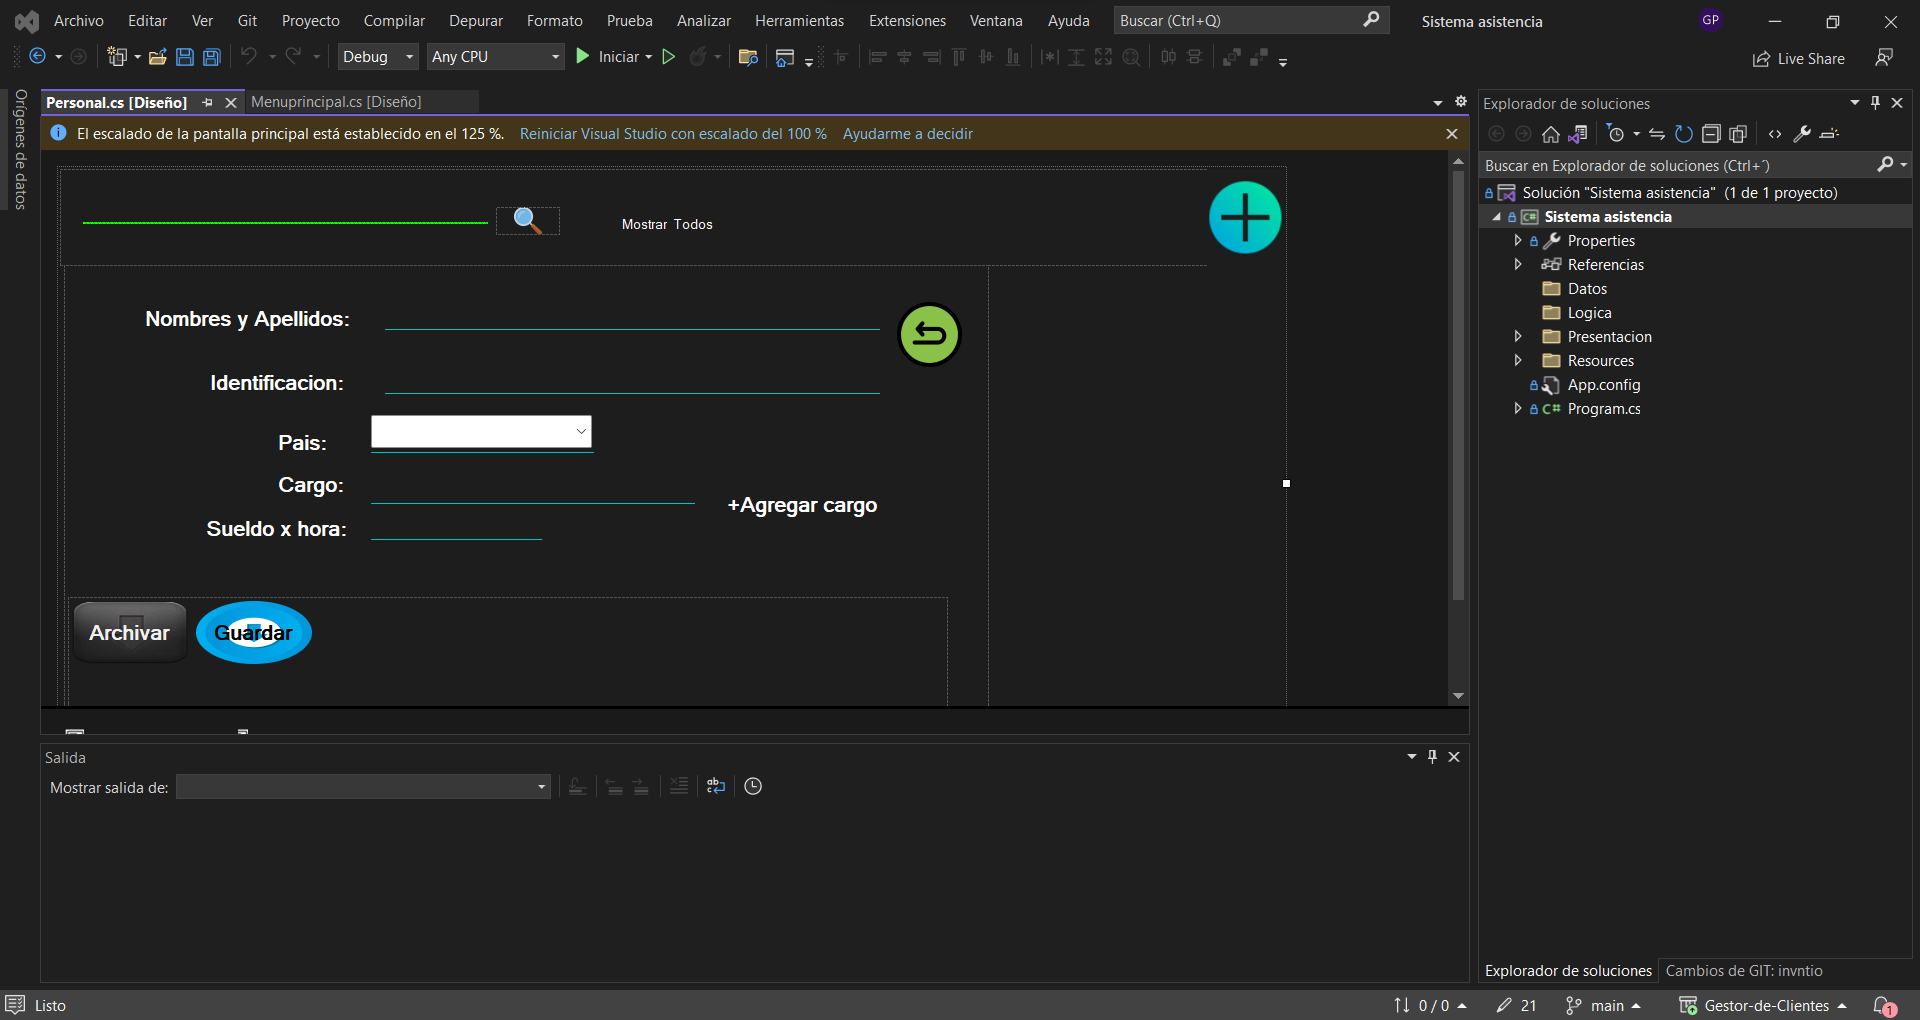 Archivo Editar Ver Git Proyecto Compilar Depurar Formato Prueba Analizar Herramientas Extensiones Ventana Ayuda Buscar (Ctrl+Q) Sistema asistencia GP
Debug Any CPU Iniciar Live Share
Orígenes de datos
Personal.cs [Diseño] Menuprincipal.cs [Diseño]
El escalado de la pantalla principal está establecido en el 125 %. Reiniciar Visual Studio con escalado del 100 % Ayudarme a decidir
Mostrar Todos
Nombres y Apellidos:
Identificacion:
Pais:
Cargo:
+Agregar cargo
Sueldo x hora:
Archivar Guardar
Salida
Mostrar salida de:
Explorador de soluciones
Buscar en Explorador de soluciones (Ctrl+´)
Solución "Sistema asistencia" (1 de 1 proyecto)
C# Sistema asistencia
Properties
Referencias
Datos
Logica
Presentacion
Resources
App.config
C# Program.cs
Explorador de soluciones Cambios de GIT: invntio
Listo 0 / 0 21 main Gestor-de-Clientes 1